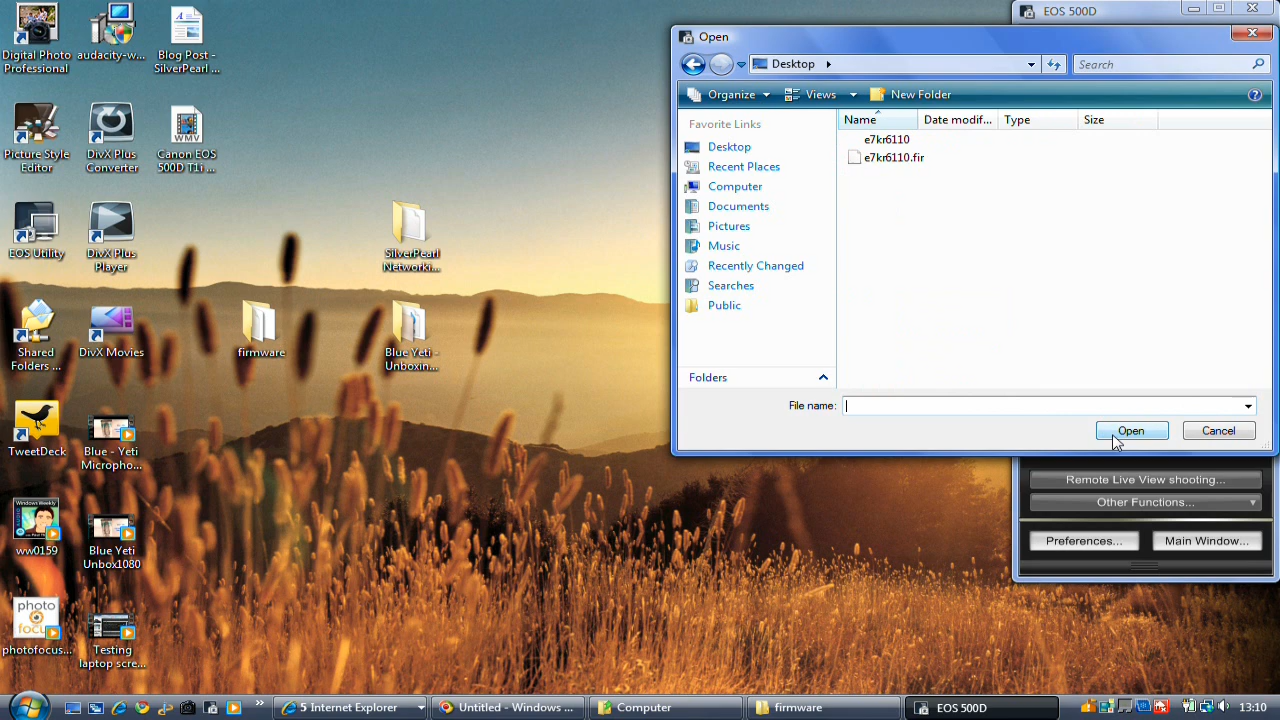 Digital Photo
Professional
audacity-w...
Blog Post -
SilverPearl ...
Picture Style
Editor
DivX Plus
Converter
Canon EOS
500D T1i ...
EOS Utility
DivX Plus
Player
SilverPearl
Networki...
Shared
Folders ...
DivX Movies
firmware
Blue Yeti -
Unboxin...
TweetDeck
Blue - Yeti
Micropho...
ww0159
Blue Yeti
Unbox1080
photofocus...
Testing
laptop scre...
EOS 500D
Open
Desktop
Search
Organize
Views
New Folder
Favorite Links
Desktop
Recent Places
Computer
Documents
Pictures
Music
Recently Changed
Searches
Public
Folders
Name
Date modif...
Type
Size
e7kr6110
e7kr6110.fir
File name:
Open
Cancel
Remote Live View shooting...
Other Functions...
Preferences...
Main Window...
5 Internet Explorer
Untitled - Windows ...
Computer
firmware
EOS 500D
13:10